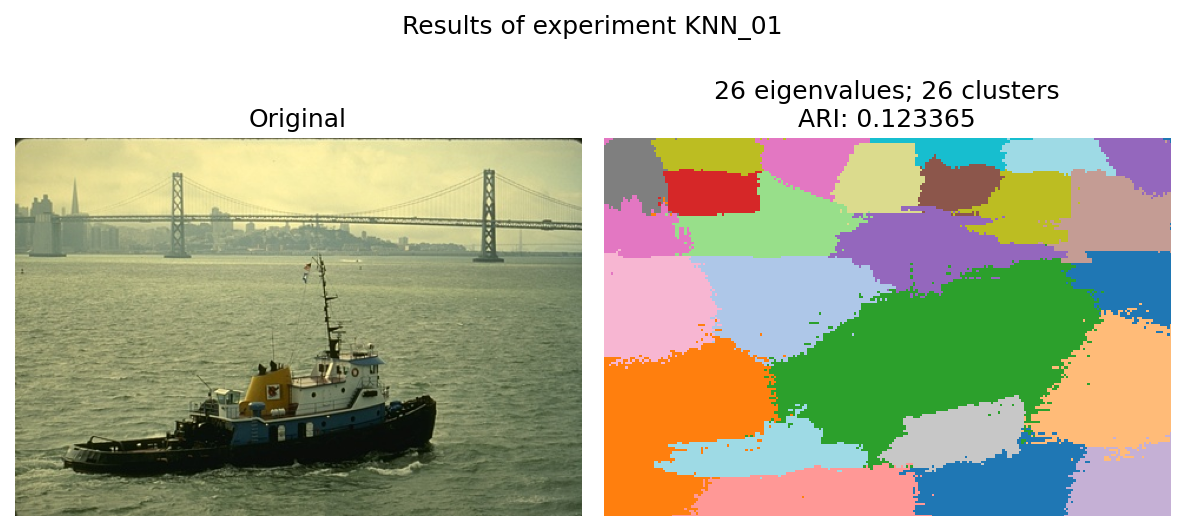 Results of experiment KNN_01
Original
26 eigenvalues; 26 clusters
ARI: 0.123365